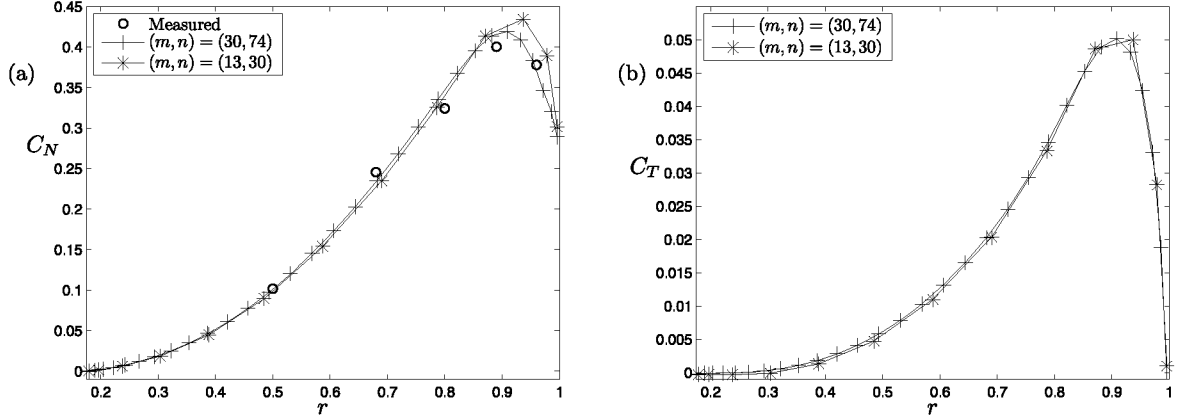 (a)
C_N
0.45
0.4
0.35
0.3
0.25
0.2
0.15
0.1
0.05
0
Measured
(m, n) = (30, 74)
(m, n) = (13, 30)
0.2 0.3 0.4 0.5 0.6 0.7 0.8 0.9 1
r
(b)
C_T
0.05
0.045
0.04
0.035
0.03
0.025
0.02
0.015
0.01
0.005
0
(m, n) = (30, 74)
(m, n) = (13, 30)
0.2 0.3 0.4 0.5 0.6 0.7 0.8 0.9 1
r